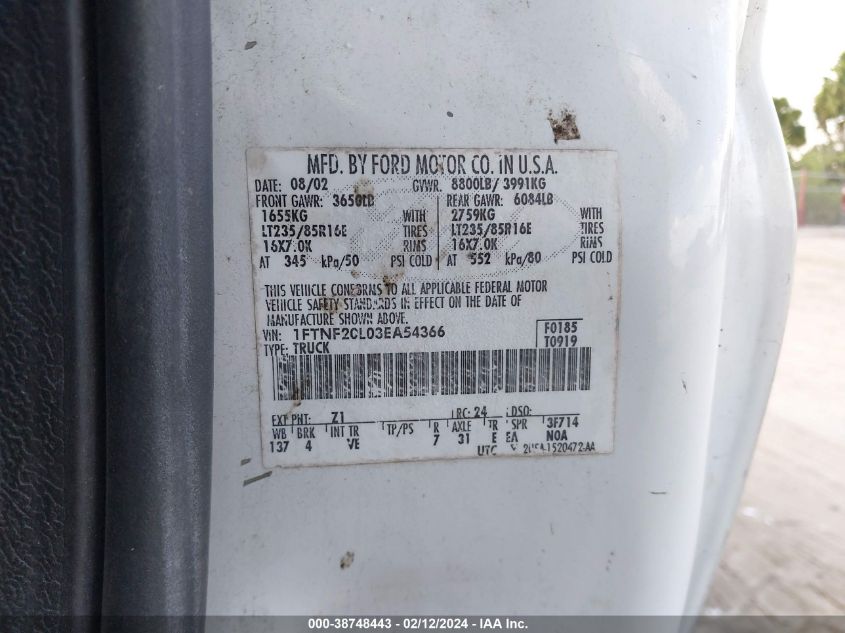 MFD. BY FORD MOTOR CO. IN U.S.A.
DATE: 08/02 GVWR: 8800LB/ 3991KG
FRONT GAWR: 3650LB REAR GAWR: 6084LB
1655KG WITH 2759KG WITH
LT235/85R16E TIRES LT235/85R16E TIRES
16X7.0K RIMS 16X7.0K RIMS
AT 345 kPa/50 PSI COLD AT 552 kPa/80 PSI COLD
THIS VEHICLE CONFORMS TO ALL APPLICABLE FEDERAL MOTOR
VEHICLE SAFETY STANDARDS IN EFFECT ON THE DATE OF
MANUFACTURE SHOWN ABOVE.
VIN: 1FTNF20L03EA54366 F0185
TYPE: TRUCK T0919
EXT PNT: Z1 RC: 24 DSO:
WB BRK INT TR TP/PS R AXLE TR SPR 3F714
137 4 VE 7 31 E EA NOA
UTC
000-38748443 - 02/12/2024 - IAA Inc.